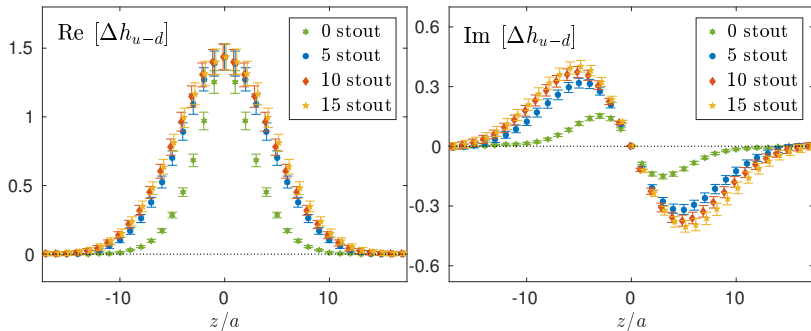 Re [Δh_{u−d}]
0 stout
5 stout
10 stout
15 stout
1.5
1
0.5
0
-10
0
10
z/a
Im [Δh_{u−d}]
0 stout
5 stout
10 stout
15 stout
0.6
0.3
0
-0.3
-0.6
-10
0
10
z/a